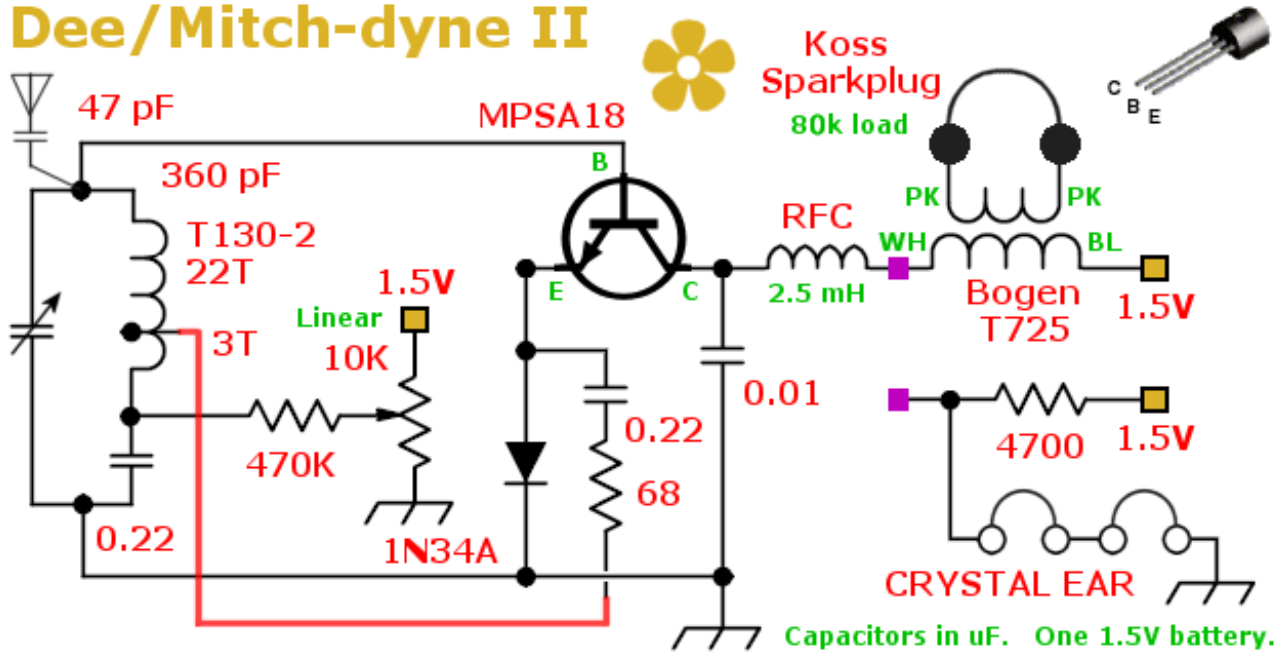 Dee/Mitch-dyne II
47 pF
MPSA18
Koss
Sparkplug
80k load
C
B
E
B
360 pF
T130-2
22T
3T
1.5V
Linear
10K
470K
0.22
1N34A
E
C
0.22
68
0.01
RFC
2.5 mH
WH
PK
PK
BL
Bogen
T725
1.5V
4700
1.5V
CRYSTAL EAR
Capacitors in uF. One 1.5V battery.